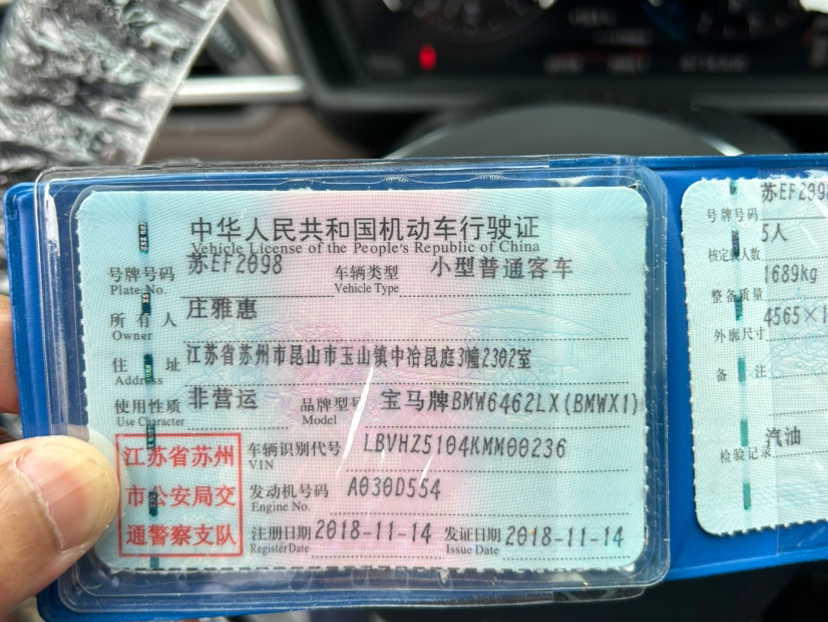 中华人民共和国机动车行驶证
Vehicle License of the People's Republic of China
号牌号码 苏EF2098 车辆类型 小型普通客车
Plate No. Vehicle Type
所有人 庄雅惠
Owner
住址 江苏省苏州市昆山市玉山镇中冶昆庭3幢2302室
Address
使用性质 非营运 品牌型号 宝马牌BMW6462LX(BMWX1)
Use Character Model
江苏省苏州
市公安局交
通警察支队
车辆识别代号 LBVHZ5104KMM00236
VIN
发动机号码 A030D554
Engine No.
注册日期 2018-11-14 发证日期 2018-11-14
Register Date Issue Date
号牌号码 苏EF209
核定载人数 5人
整备质量 1689kg
外廓尺寸 4565×1
备注
汽油
检验记录